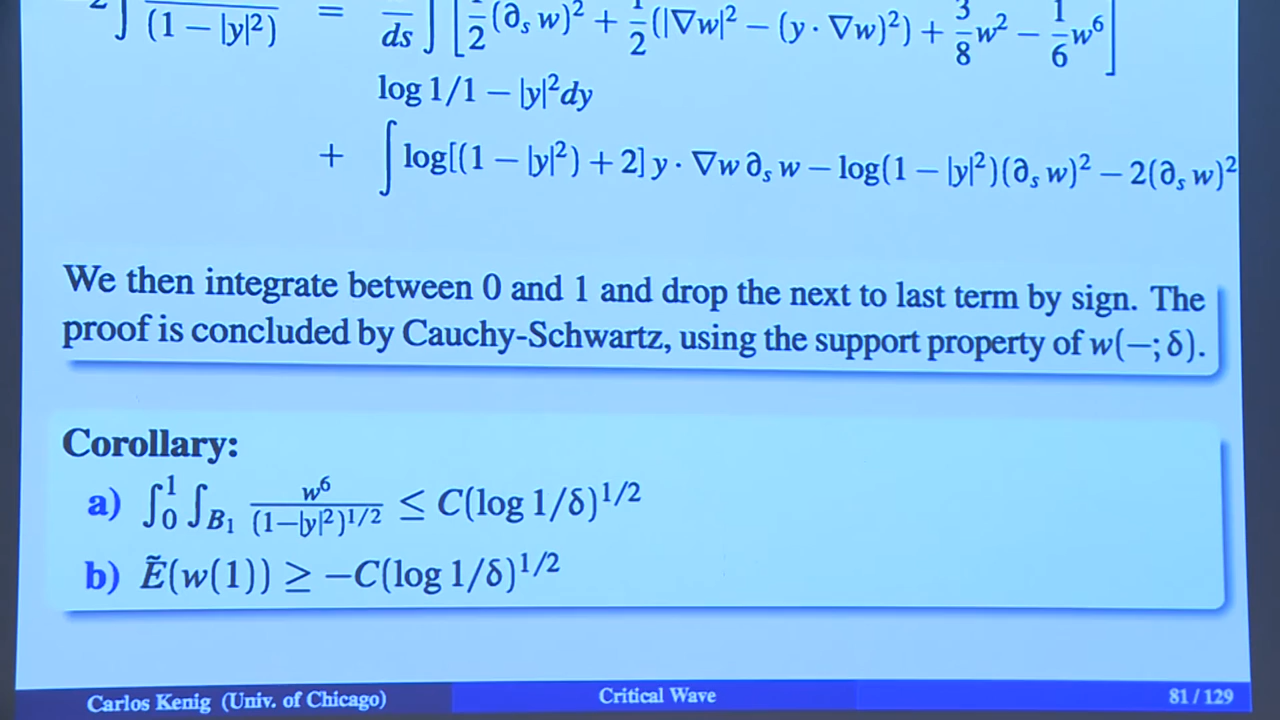 ∫ / (1 − |y|²) = / ds ∫ [ 1/2 (∂ₛ w)² + 1/2 (|∇w|² − (y · ∇w)²) + 3/8 w² − 1/6 w⁶ ]
log 1/1 − |y|² dy
+ ∫ log[(1 − |y|²) + 2] y · ∇w ∂ₛ w − log(1 − |y|²)(∂ₛ w)² − 2(∂ₛ w)²
We then integrate between 0 and 1 and drop the next to last term by sign. The
proof is concluded by Cauchy-Schwartz, using the support property of w(−; δ).
Corollary:
a) ∫₀¹ ∫_{B₁} w⁶/(1−|y|²)^{1/2} ≤ C(log 1/δ)^{1/2}
b) Ẽ(w(1)) ≥ −C(log 1/δ)^{1/2}
Carlos Kenig (Univ. of Chicago) Critical Wave 81 / 129